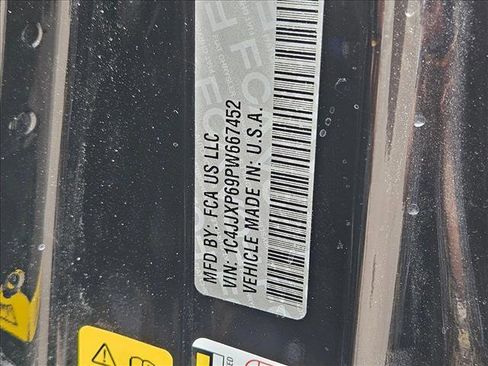 MFD BY: FCA US LLC
VIN: 1C4JJXP69PW667452
VEHICLE MADE IN: U.S.A.